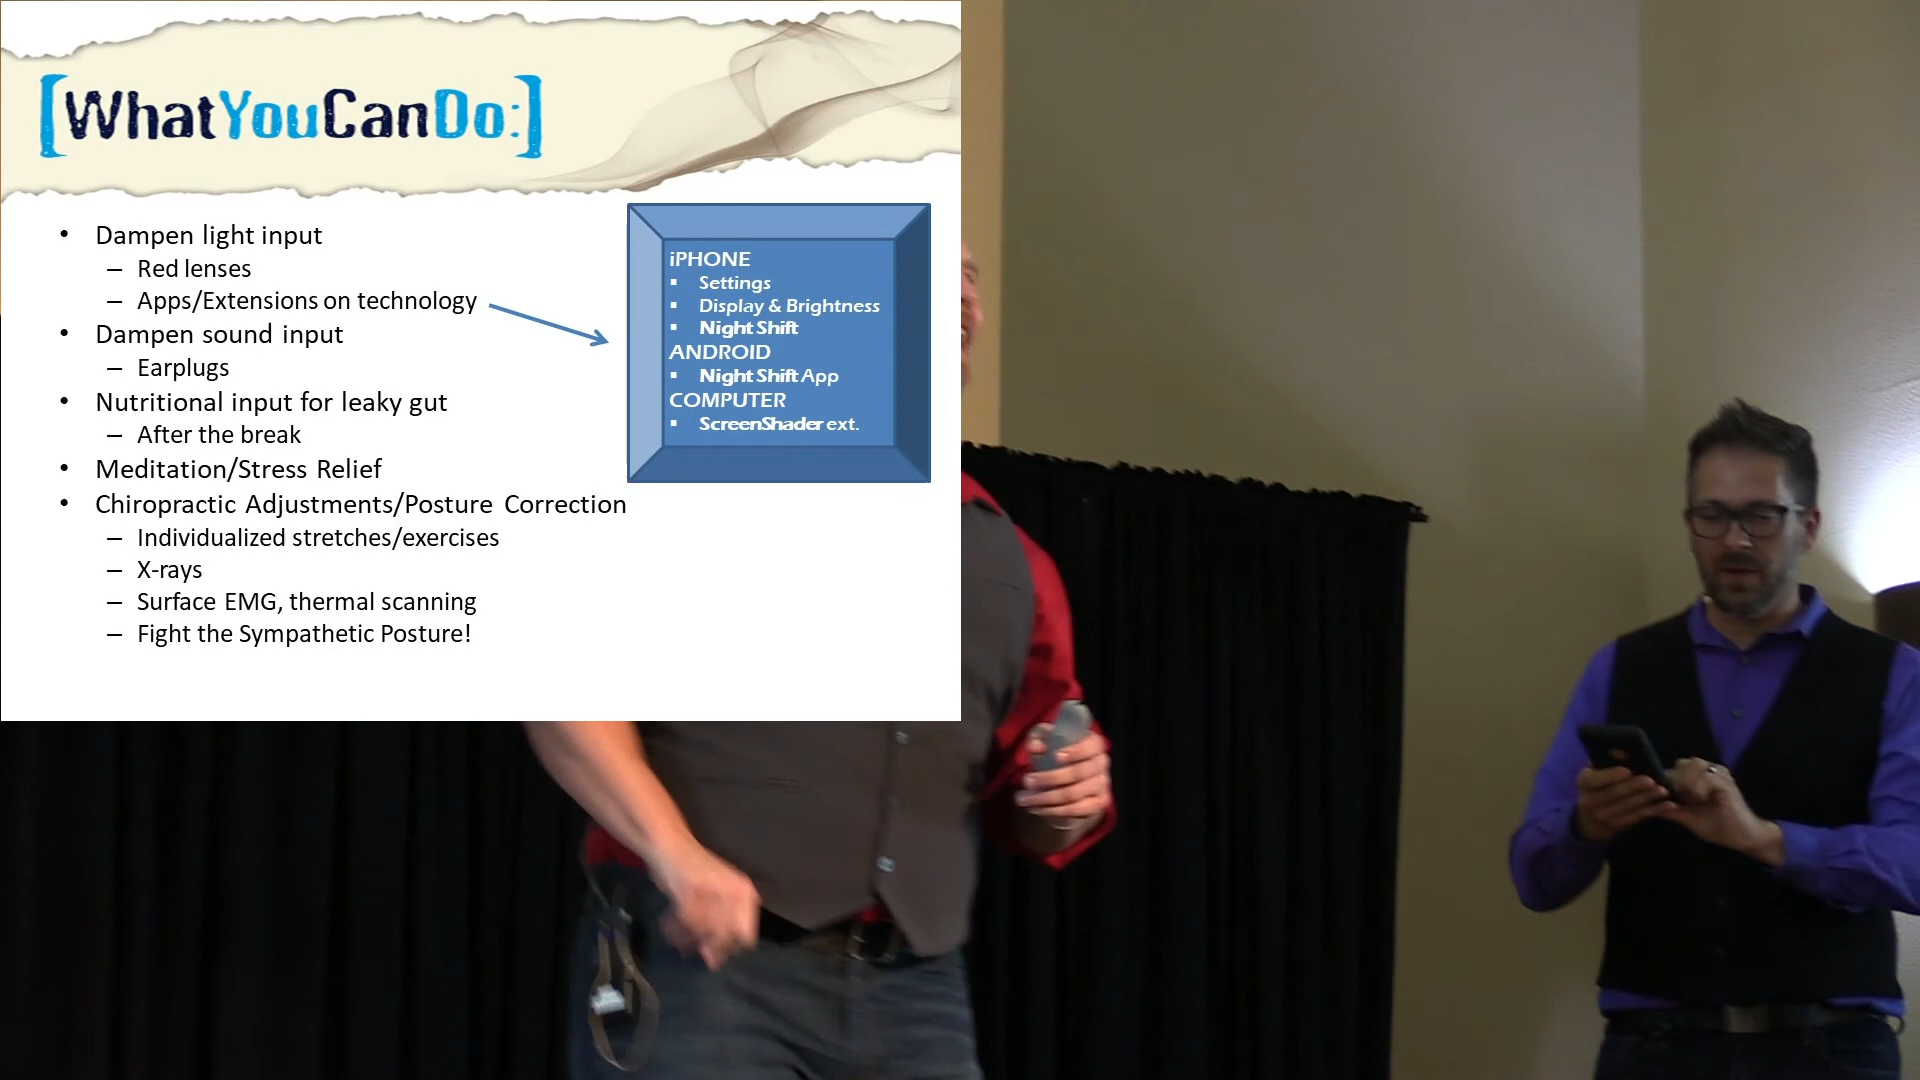 [WhatYouCanDo:]
• Dampen light input
– Red lenses
– Apps/Extensions on technology
• Dampen sound input
– Earplugs
• Nutritional input for leaky gut
– After the break
• Meditation/Stress Relief
• Chiropractic Adjustments/Posture Correction
– Individualized stretches/exercises
– X-rays
– Surface EMG, thermal scanning
– Fight the Sympathetic Posture!
iPHONE
▪ Settings
▪ Display & Brightness
▪ Night Shift
ANDROID
▪ Night Shift App
COMPUTER
▪ ScreenShader ext.